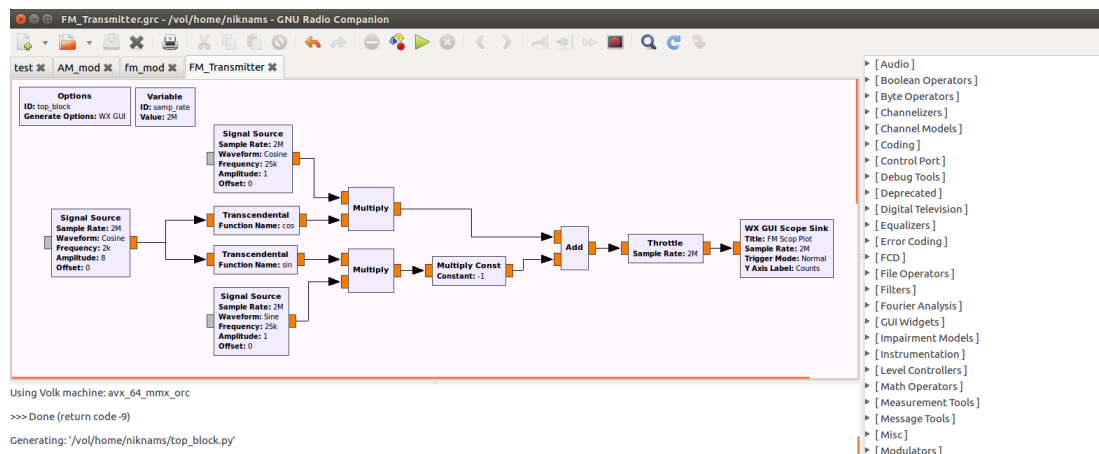 FM_Transmitter.grc - /vol/home/niknams - GNU Radio Companion
test AM_mod fm_mod FM_Transmitter
Options
ID: top_block
Generate Options: WX GUI
Variable
ID: samp_rate
Value: 2M
Signal Source
Sample Rate: 2M
Waveform: Cosine
Frequency: 25k
Amplitude: 1
Offset: 0
Signal Source
Sample Rate: 2M
Waveform: Cosine
Frequency: 2k
Amplitude: 8
Offset: 0
Transcendental
Function Name: cos
Transcendental
Function Name: sin
Signal Source
Sample Rate: 2M
Waveform: Sine
Frequency: 25k
Amplitude: 1
Offset: 0
Multiply
Multiply
Multiply Const
Constant: -1
Add
Throttle
Sample Rate: 2M
WX GUI Scope Sink
Title: FM Scop Plot
Sample Rate: 2M
Trigger Mode: Normal
Y Axis Label: Counts
Using Volk machine: avx_64_mmx_orc
>>> Done (return code -9)
Generating: '/vol/home/niknams/top_block.py'
[ Audio ]
[ Boolean Operators ]
[ Byte Operators ]
[ Channelizers ]
[ Channel Models ]
[ Coding ]
[ Control Port ]
[ Debug Tools ]
[ Deprecated ]
[ Digital Television ]
[ Equalizers ]
[ Error Coding ]
[ FCD ]
[ File Operators ]
[ Filters ]
[ Fourier Analysis ]
[ GUI Widgets ]
[ Impairment Models ]
[ Instrumentation ]
[ Level Controllers ]
[ Math Operators ]
[ Measurement Tools ]
[ Message Tools ]
[ Misc ]
[ Modulators ]